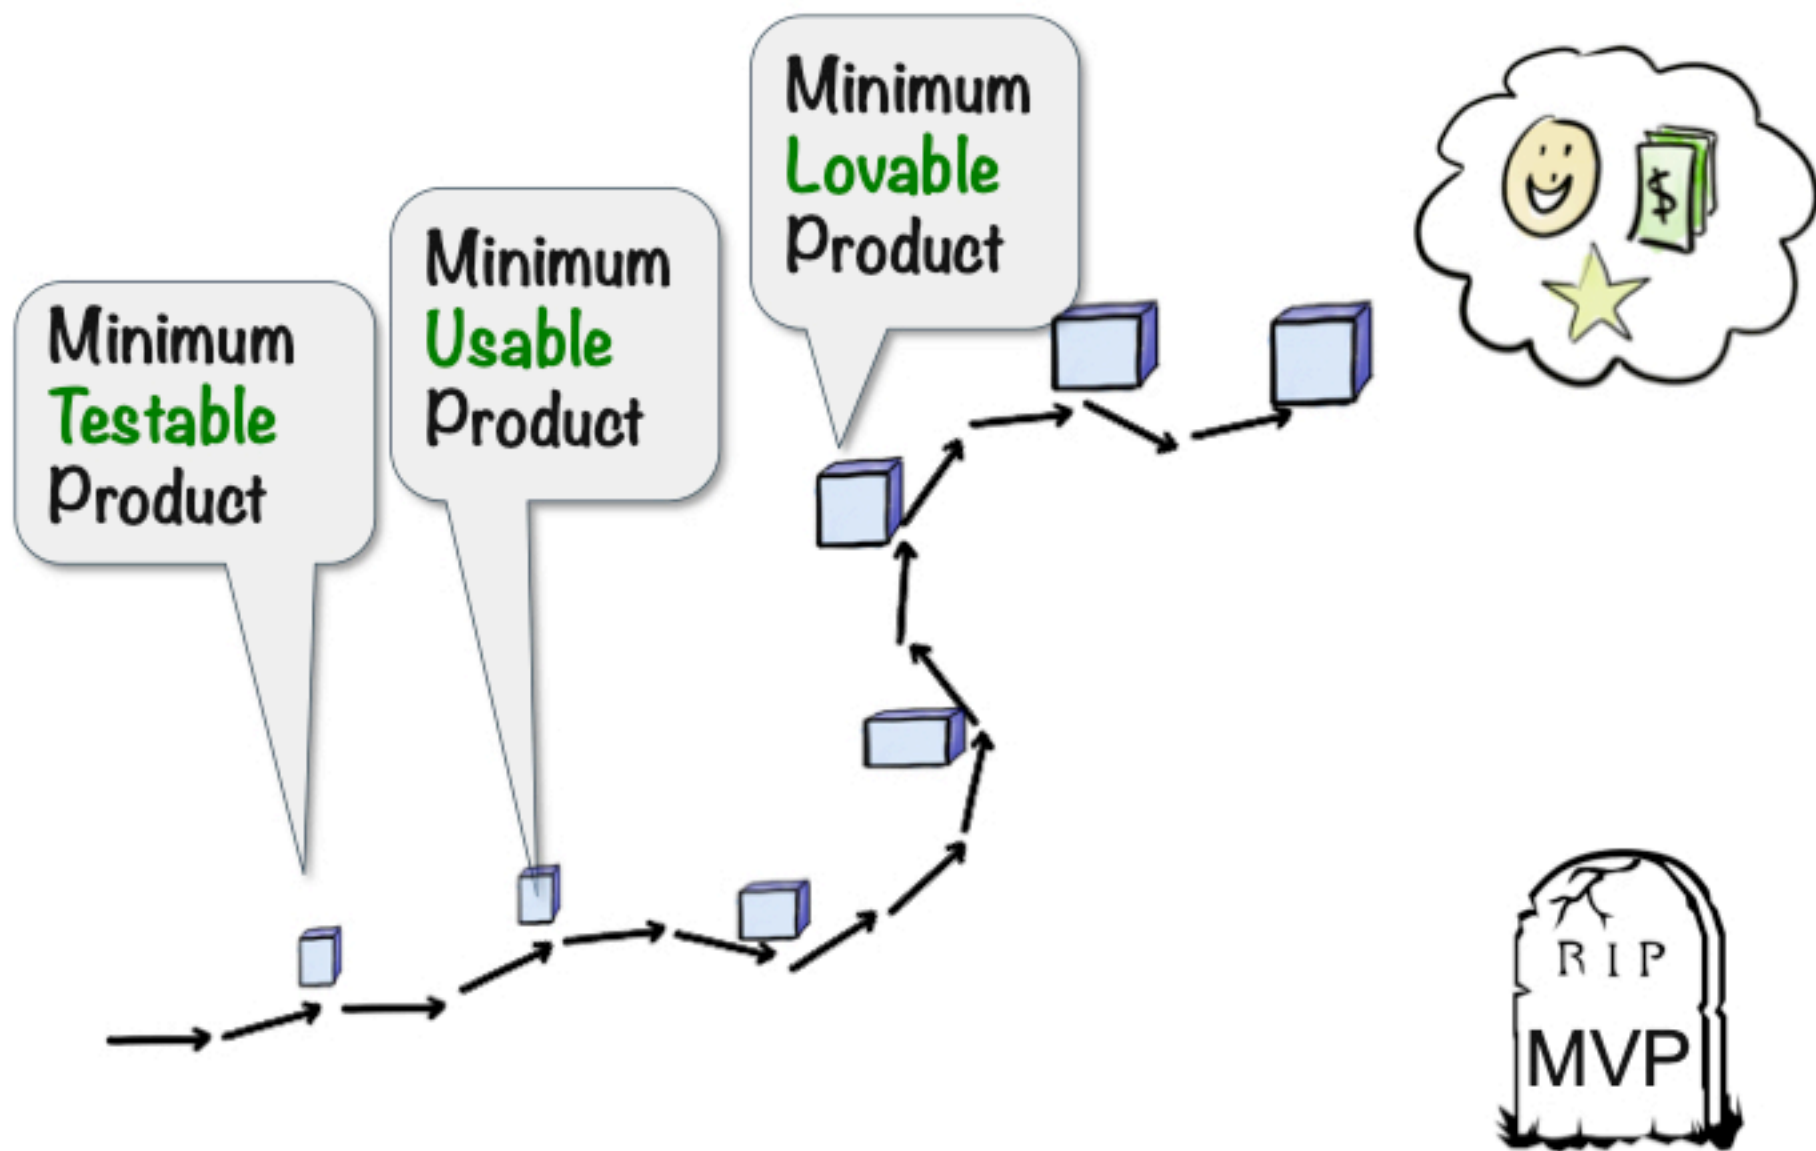 Minimum
Testable
Product
Minimum
Usable
Product
Minimum
Lovable
Product
$
RIP
MVP